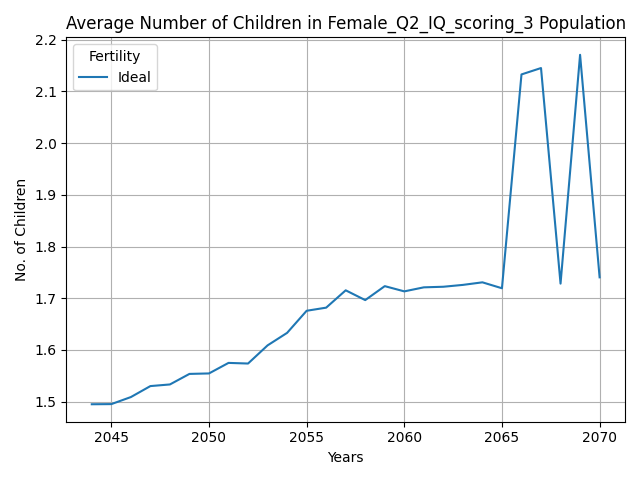 Average Number of Children in Female_Q2_IQ_scoring_3 Population
Fertility
Ideal
No. of Children
2.2
2.1
2.0
1.9
1.8
1.7
1.6
1.5
2045 2050 2055 2060 2065 2070
Years